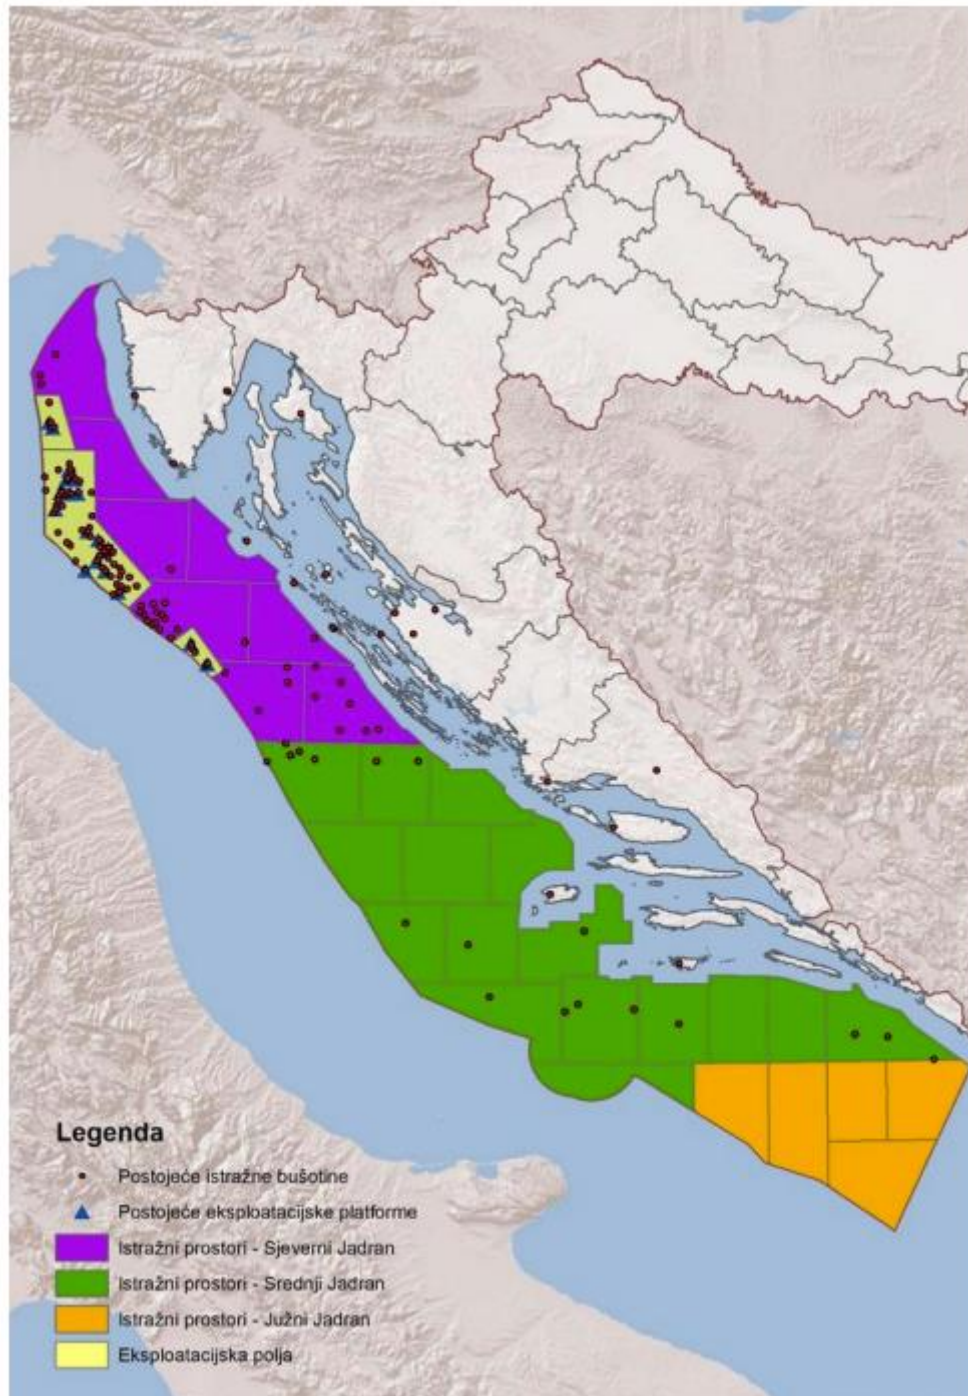 Legenda
Postojeće istražne bušotine
Postojeće eksploatacijske platforme
Istražni prostori - Sjeverni Jadran
Istražni prostori - Srednji Jadran
Istražni prostori - Južni Jadran
Eksploatacijska polja